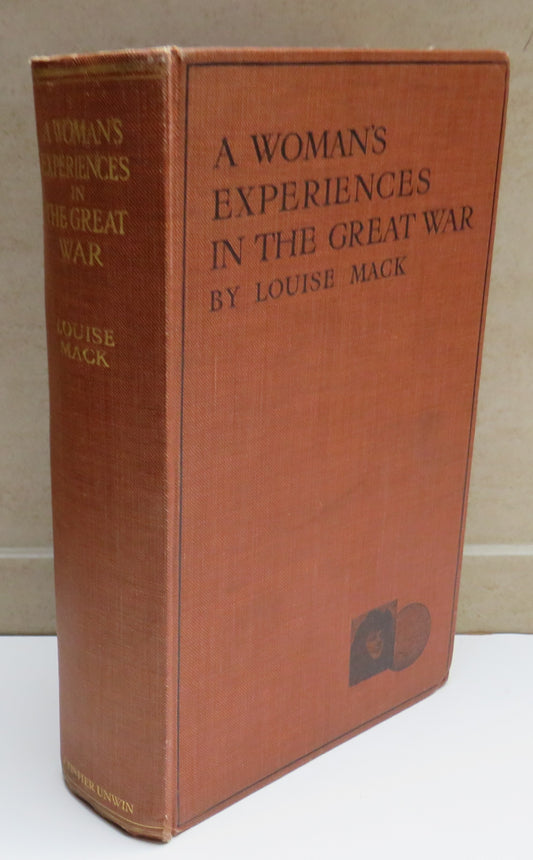 A WOMAN'S
EXPERIENCES
IN
THE GREAT
WAR
LOUISE
MACK
FISHER UNWIN
A WOMAN'S
EXPERIENCES
IN THE GREAT WAR
BY LOUISE MACK